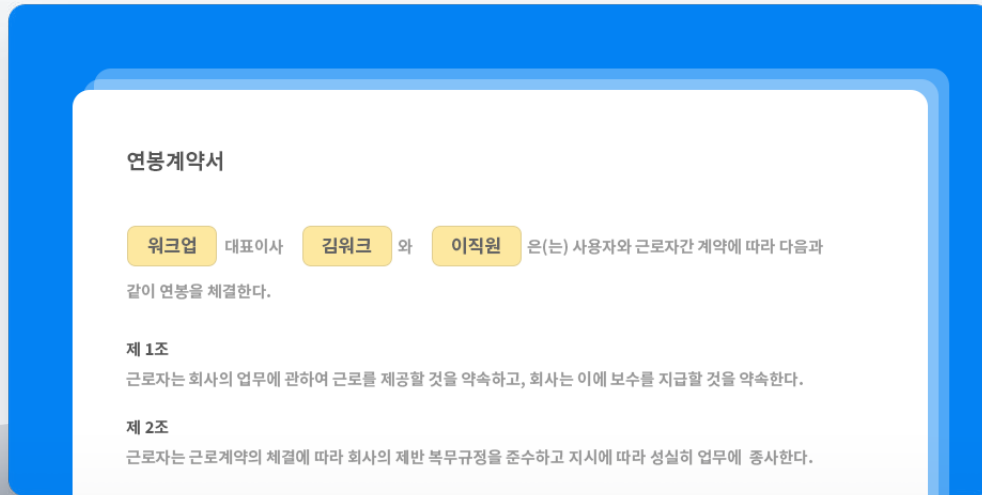 연봉계약서
워크업 대표이사 김워크 와 이직원 은(는) 사용자와 근로자간 계약에 따라 다음과
같이 연봉을 체결한다.
제 1조
근로자는 회사의 업무에 관하여 근로를 제공할 것을 약속하고, 회사는 이에 보수를 지급할 것을 약속한다.
제 2조
근로자는 근로계약의 체결에 따라 회사의 제반 복무규정을 준수하고 지시에 따라 성실히 업무에 종사한다.